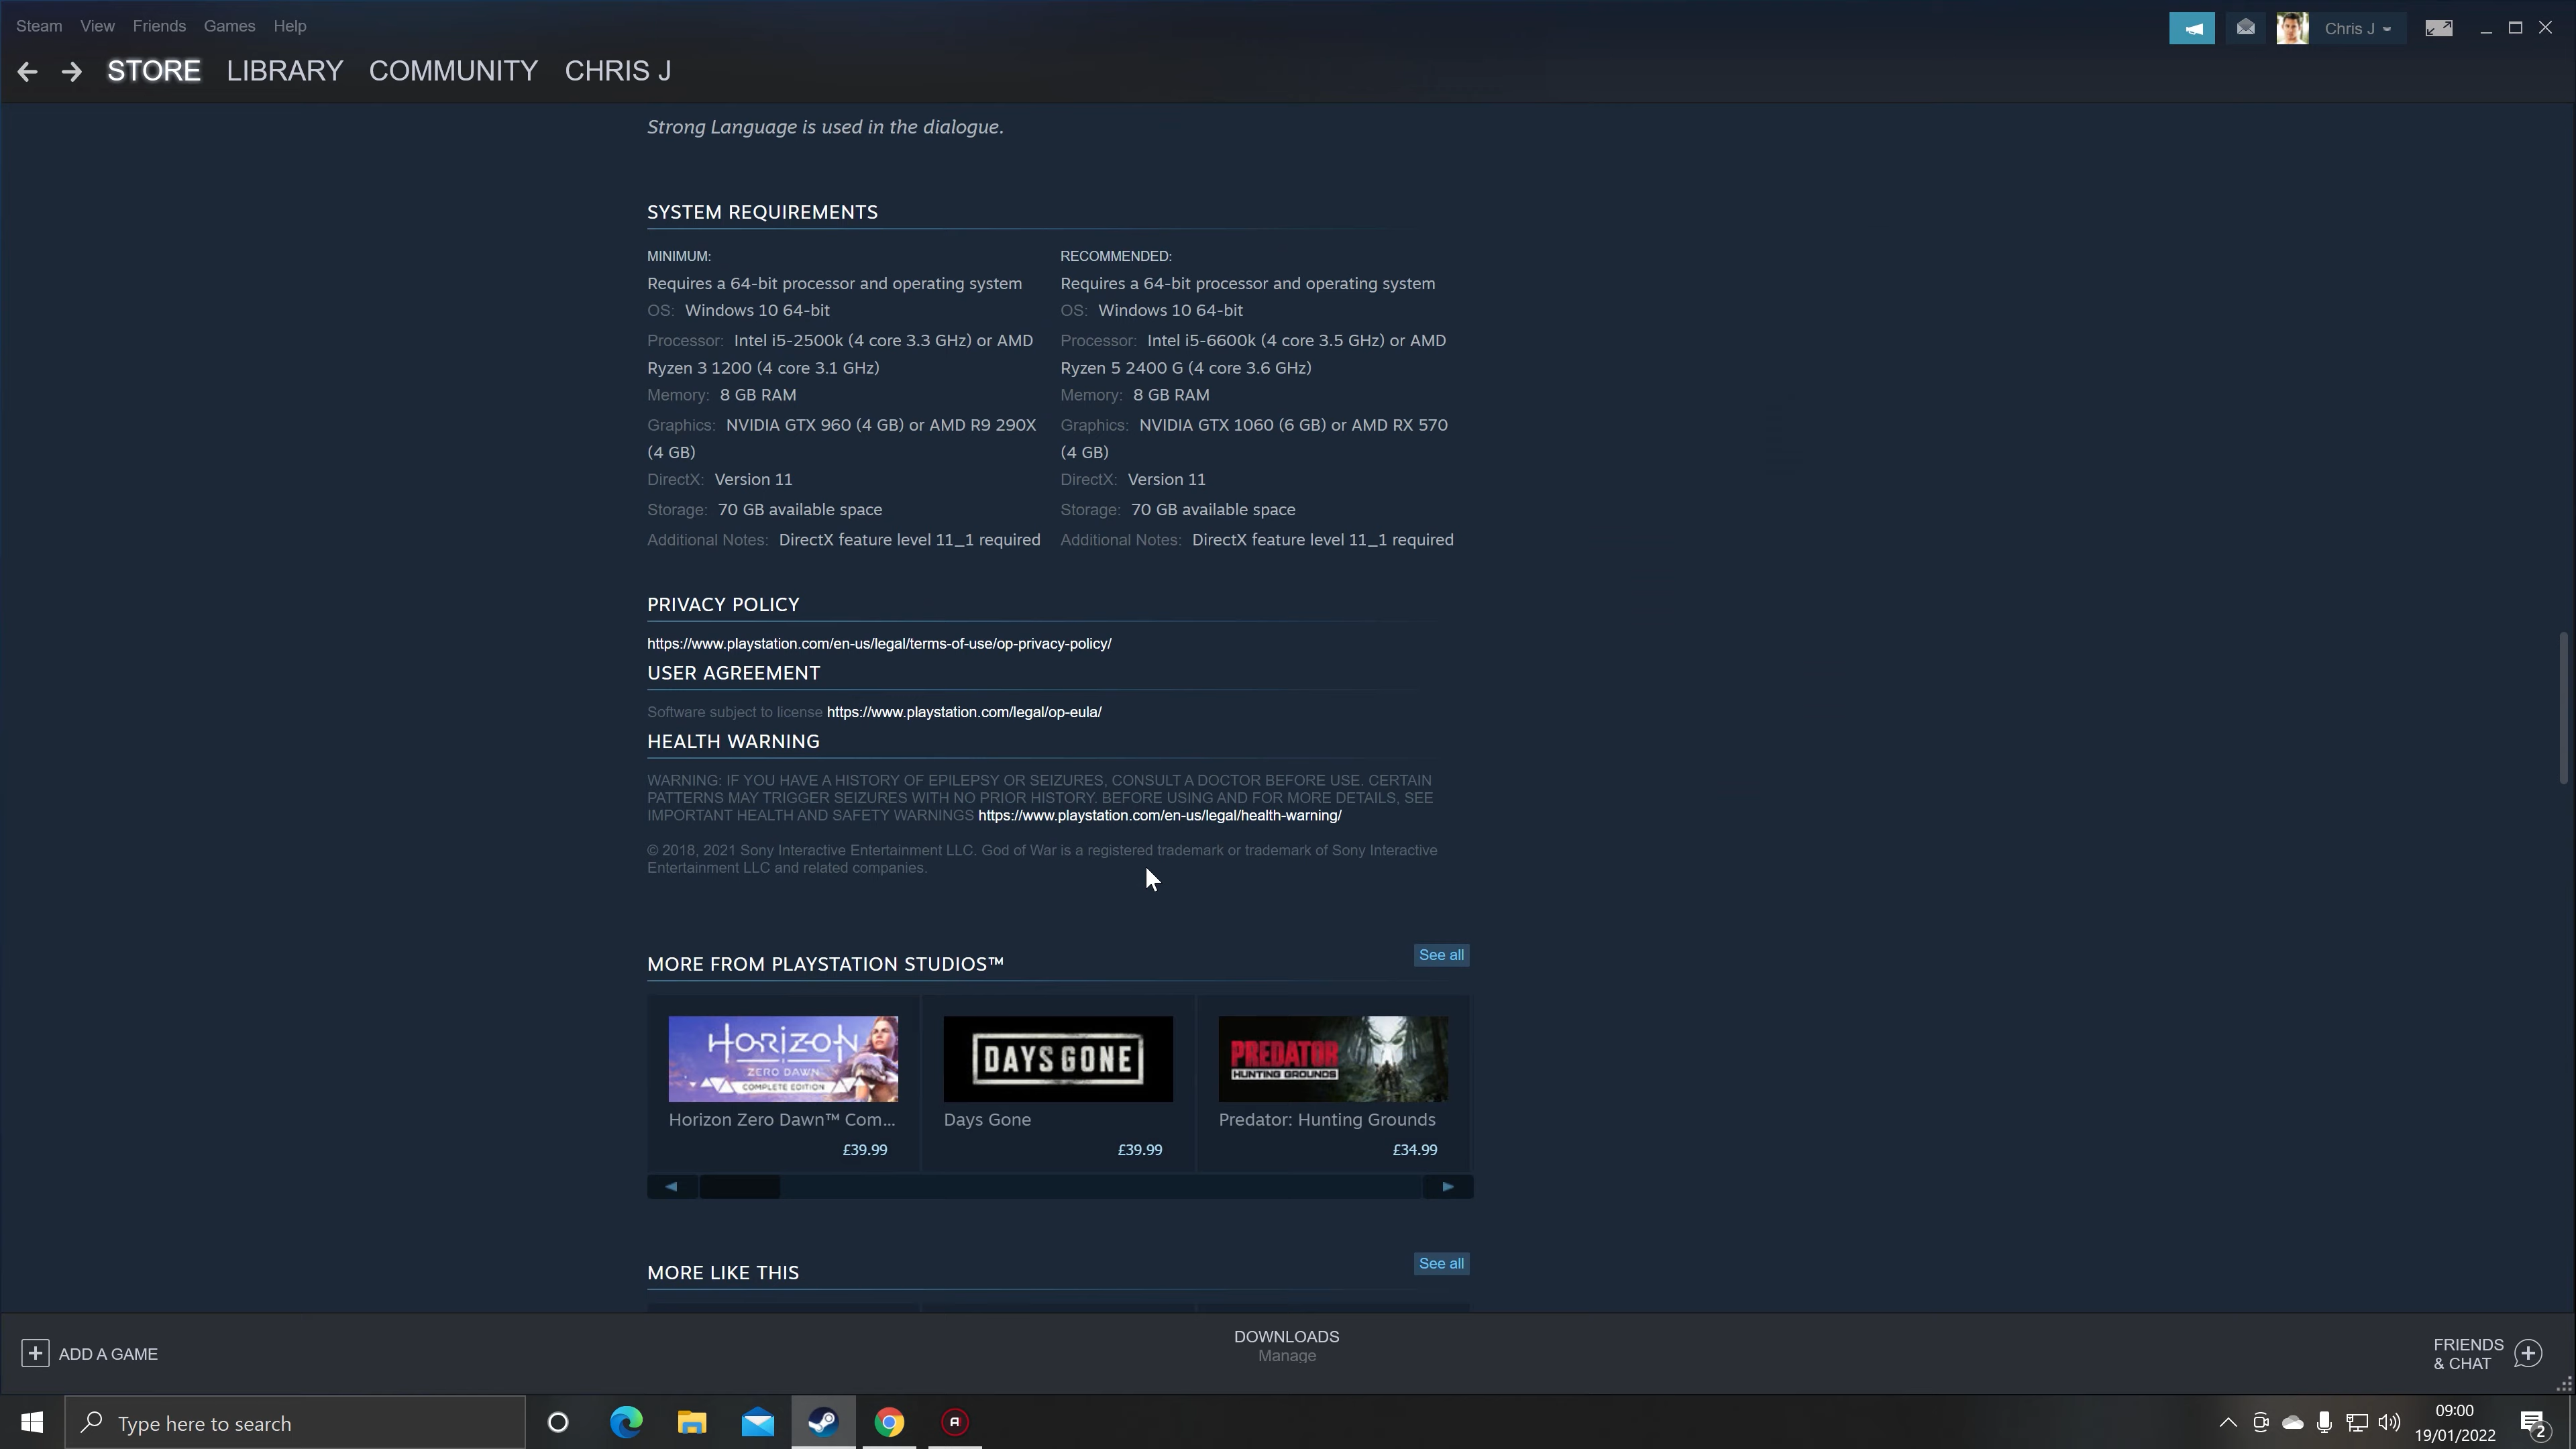 Steam View Friends Games Help
Chris J
STORE LIBRARY COMMUNITY CHRIS J
Strong Language is used in the dialogue.
SYSTEM REQUIREMENTS
MINIMUM:
Requires a 64-bit processor and operating system
OS: Windows 10 64-bit
Processor: Intel i5-2500k (4 core 3.3 GHz) or AMD
Ryzen 3 1200 (4 core 3.1 GHz)
Memory: 8 GB RAM
Graphics: NVIDIA GTX 960 (4 GB) or AMD R9 290X
(4 GB)
DirectX: Version 11
Storage: 70 GB available space
Additional Notes: DirectX feature level 11_1 required
RECOMMENDED:
Requires a 64-bit processor and operating system
OS: Windows 10 64-bit
Processor: Intel i5-6600k (4 core 3.5 GHz) or AMD
Ryzen 5 2400 G (4 core 3.6 GHz)
Memory: 8 GB RAM
Graphics: NVIDIA GTX 1060 (6 GB) or AMD RX 570
(4 GB)
DirectX: Version 11
Storage: 70 GB available space
Additional Notes: DirectX feature level 11_1 required
PRIVACY POLICY
https://www.playstation.com/en-us/legal/terms-of-use/op-privacy-policy/
USER AGREEMENT
Software subject to license https://www.playstation.com/legal/op-eula/
HEALTH WARNING
WARNING: IF YOU HAVE A HISTORY OF EPILEPSY OR SEIZURES, CONSULT A DOCTOR BEFORE USE. CERTAIN
PATTERNS MAY TRIGGER SEIZURES WITH NO PRIOR HISTORY. BEFORE USING AND FOR MORE DETAILS, SEE
IMPORTANT HEALTH AND SAFETY WARNINGS https://www.playstation.com/en-us/legal/health-warning/
© 2018, 2021 Sony Interactive Entertainment LLC. God of War is a registered trademark or trademark of Sony Interactive
Entertainment LLC and related companies.
MORE FROM PLAYSTATION STUDIOS™
See all
HORIZON
ZERO DAWN
COMPLETE EDITION
Horizon Zero Dawn™ Com...
£39.99
DAYS GONE
Days Gone
£39.99
PREDATOR
HUNTING GROUNDS
Predator: Hunting Grounds
£34.99
MORE LIKE THIS
See all
ADD A GAME
DOWNLOADS
Manage
FRIENDS
& CHAT
Type here to search
09:00
19/01/2022
2